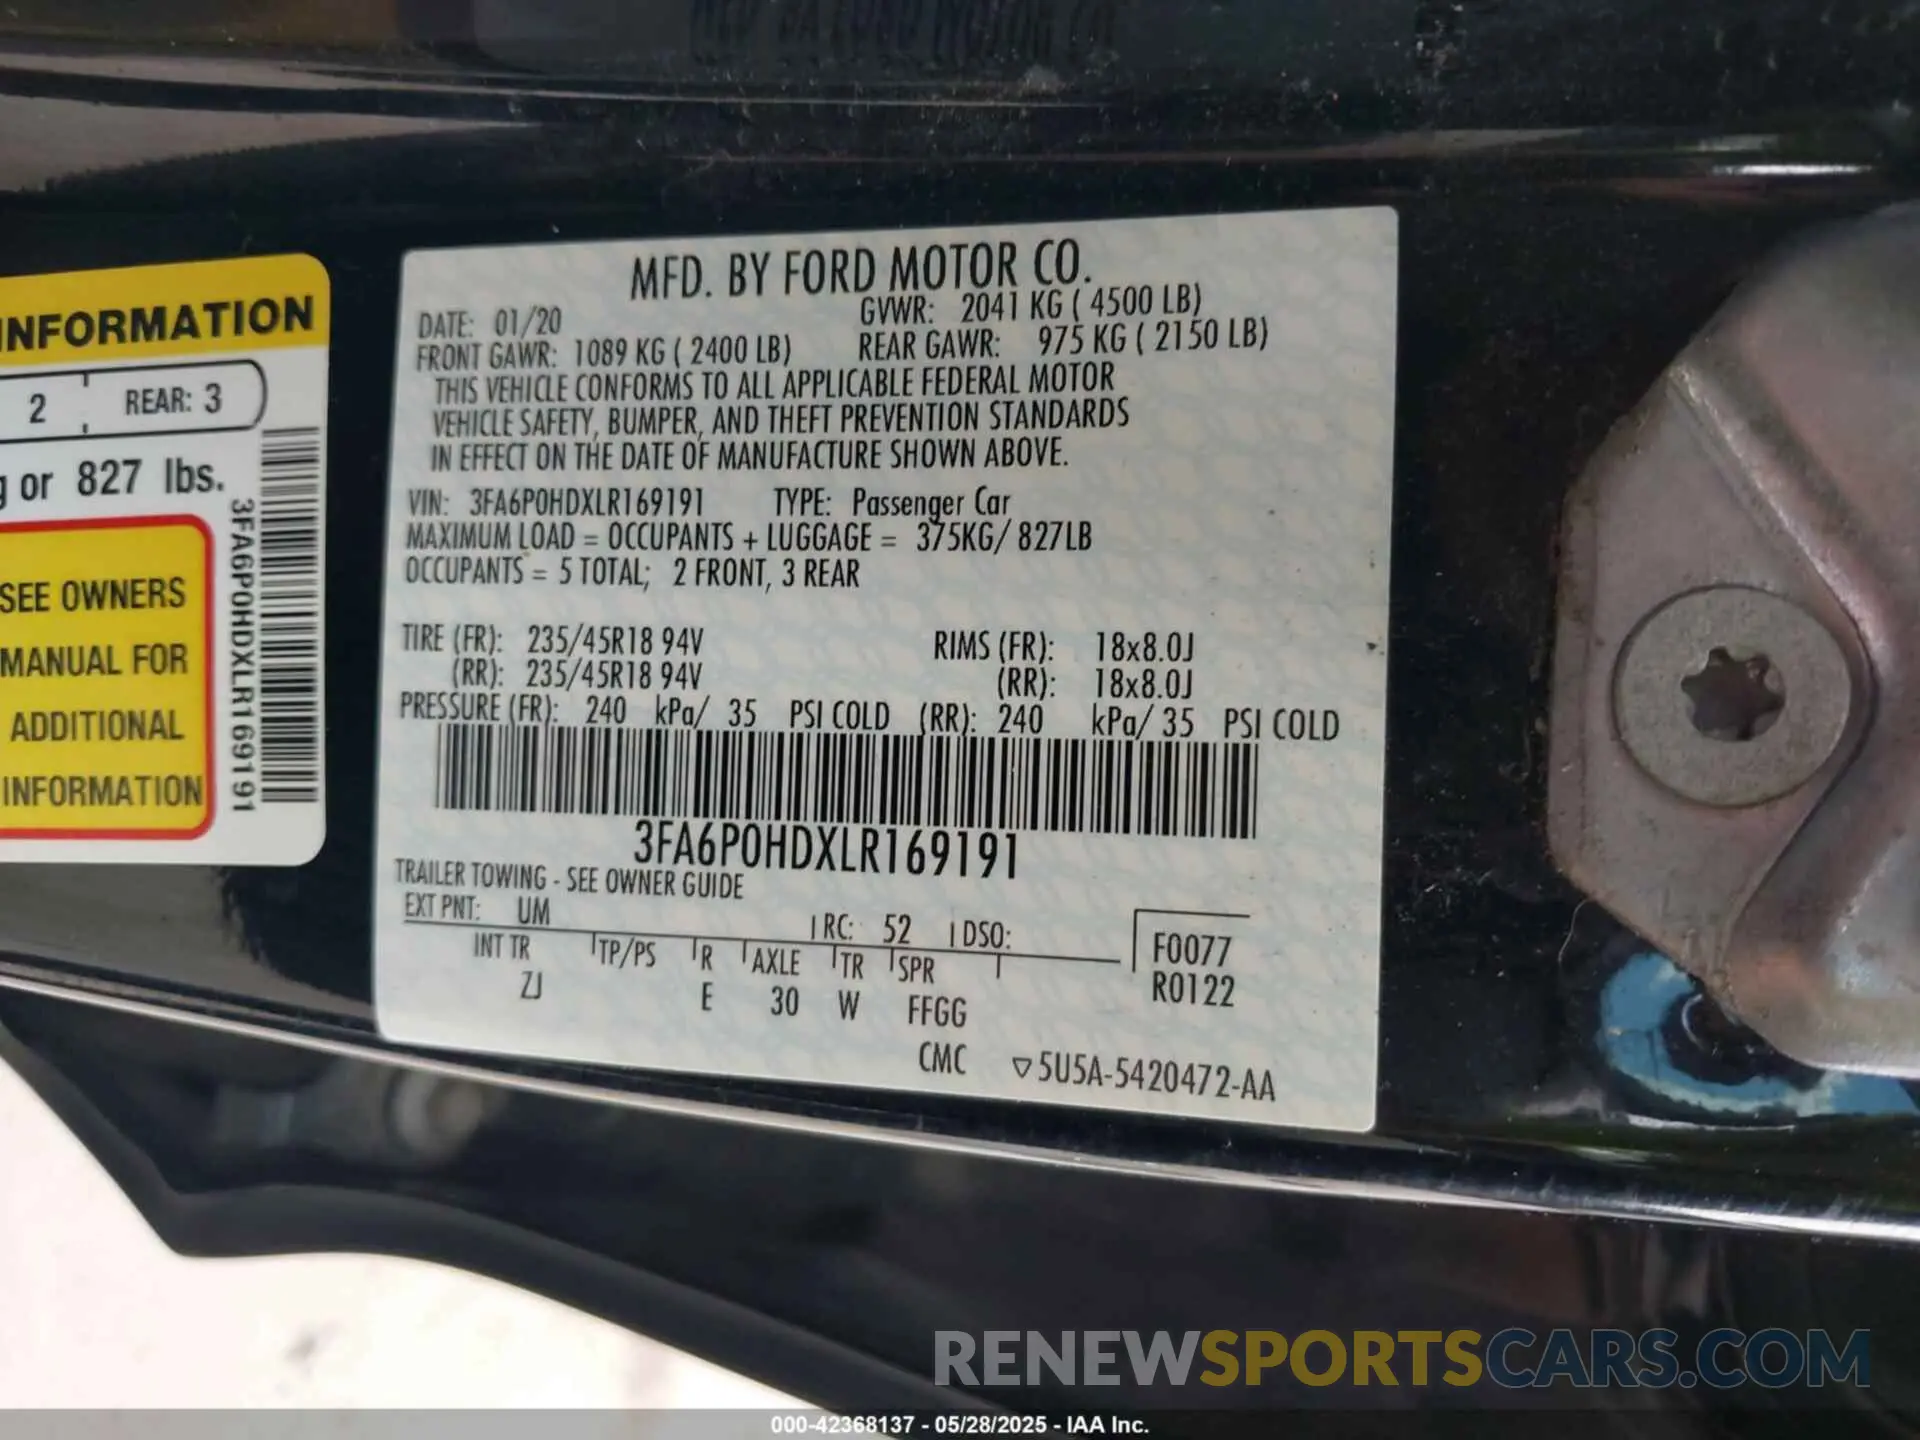 MFD. BY FORD MOTOR CO.
DATE: 01/20 GVWR: 2041 KG ( 4500 LB)
FRONT GAWR: 1089 KG ( 2400 LB) REAR GAWR: 975 KG ( 2150 LB)
THIS VEHICLE CONFORMS TO ALL APPLICABLE FEDERAL MOTOR
VEHICLE SAFETY, BUMPER, AND THEFT PREVENTION STANDARDS
IN EFFECT ON THE DATE OF MANUFACTURE SHOWN ABOVE.
VIN: 3FA6P0HDXLR169191 TYPE: Passenger Car
MAXIMUM LOAD = OCCUPANTS + LUGGAGE = 375KG/ 827LB
OCCUPANTS = 5 TOTAL; 2 FRONT, 3 REAR
TIRE (FR): 235/45R18 94V RIMS (FR): 18x8.0J
(RR): 235/45R18 94V (RR): 18x8.0J
PRESSURE (FR): 240 kPa/ 35 PSI COLD (RR): 240 kPa/ 35 PSI COLD
3FA6P0HDXLR169191
TRAILER TOWING - SEE OWNER GUIDE
EXT PNT: UM RC: 52 DSO:
INT TR TP/PS R AXLE TR SPR
ZJ E 30 W FFGG
F0077
R0122
CMC ▽5U5A-5420472-AA
INFORMATION
2 REAR: 3
g or 827 lbs.
SEE OWNERS
MANUAL FOR
ADDITIONAL
INFORMATION
3FA6P0HDXLR169191
RENEWSPORTSCARS.COM
000-42368137 - 05/28/2025 - IAA Inc.